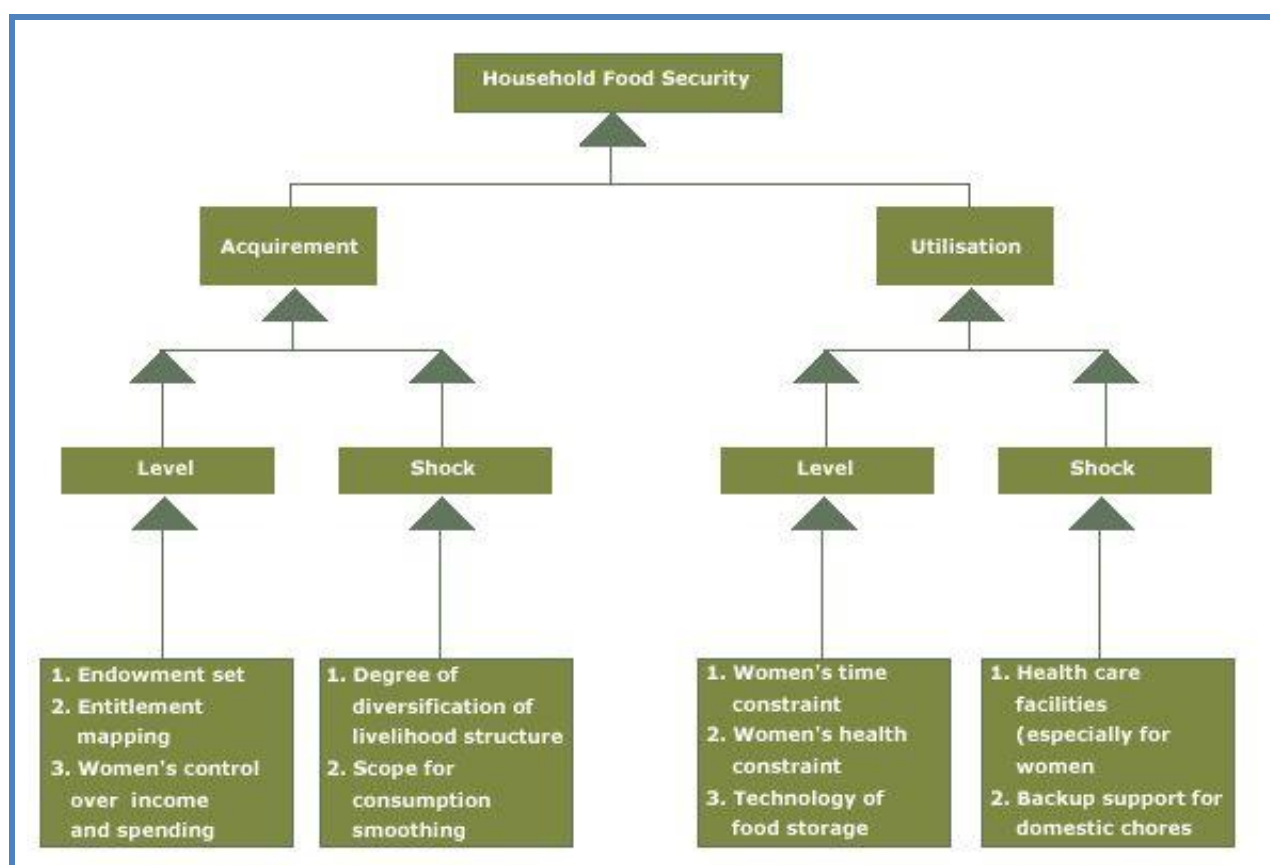 Household Food Security
Acquirement
Utilisation
Level
Shock
Level
Shock
1. Endowment set
2. Entitlement
mapping
3. Women's control
over income
and spending
1. Degree of
diversification of
livelihood structure
2. Scope for
consumption
smoothing
1. Women's time
constraint
2. Women's health
constraint
3. Technology of
food storage
1. Health care
facilities
(especially for
women
2. Backup support for
domestic chores